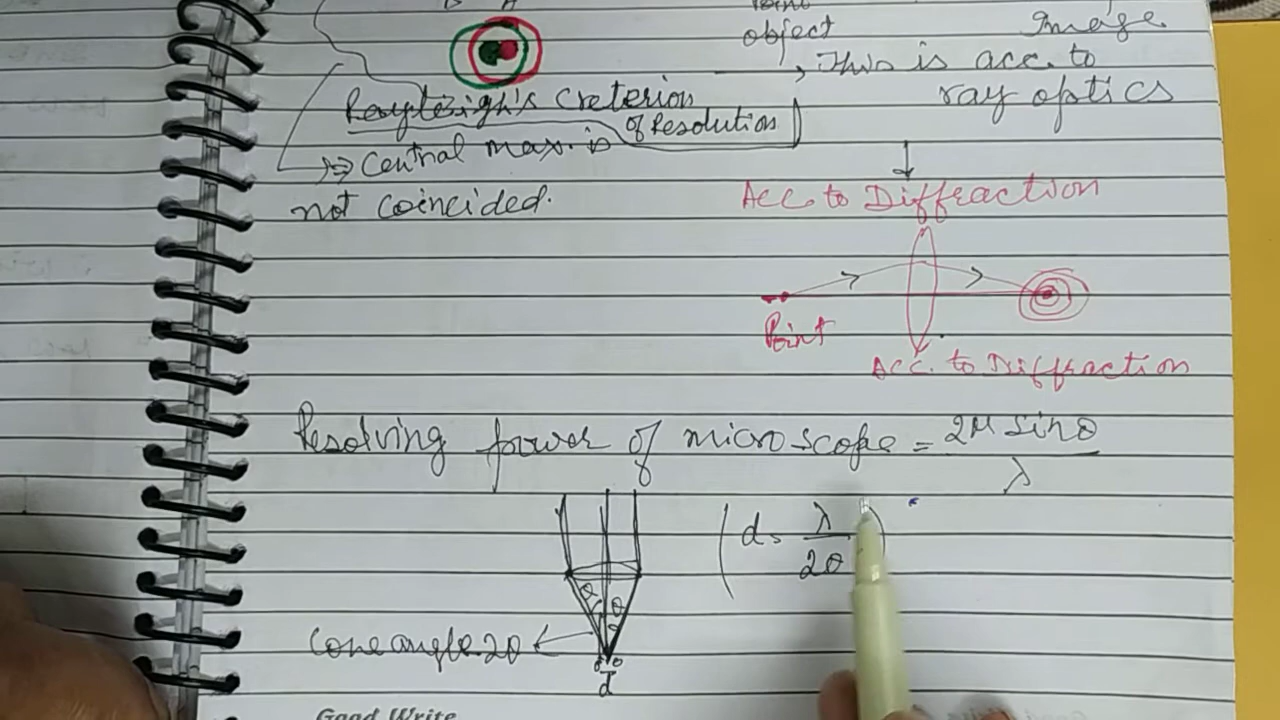 object
Image
, This is acc. to
ray optics
Rayleigh's Creterion
of Resolution
⇒ Central max. is
not coincided.
Acc. to Diffraction
Point
Acc. to Diffraction
Resolving power of microscope = 2μ sinθ
λ
d = λ
2θ
θ θ
Cone angle 2θ
d
Good Write